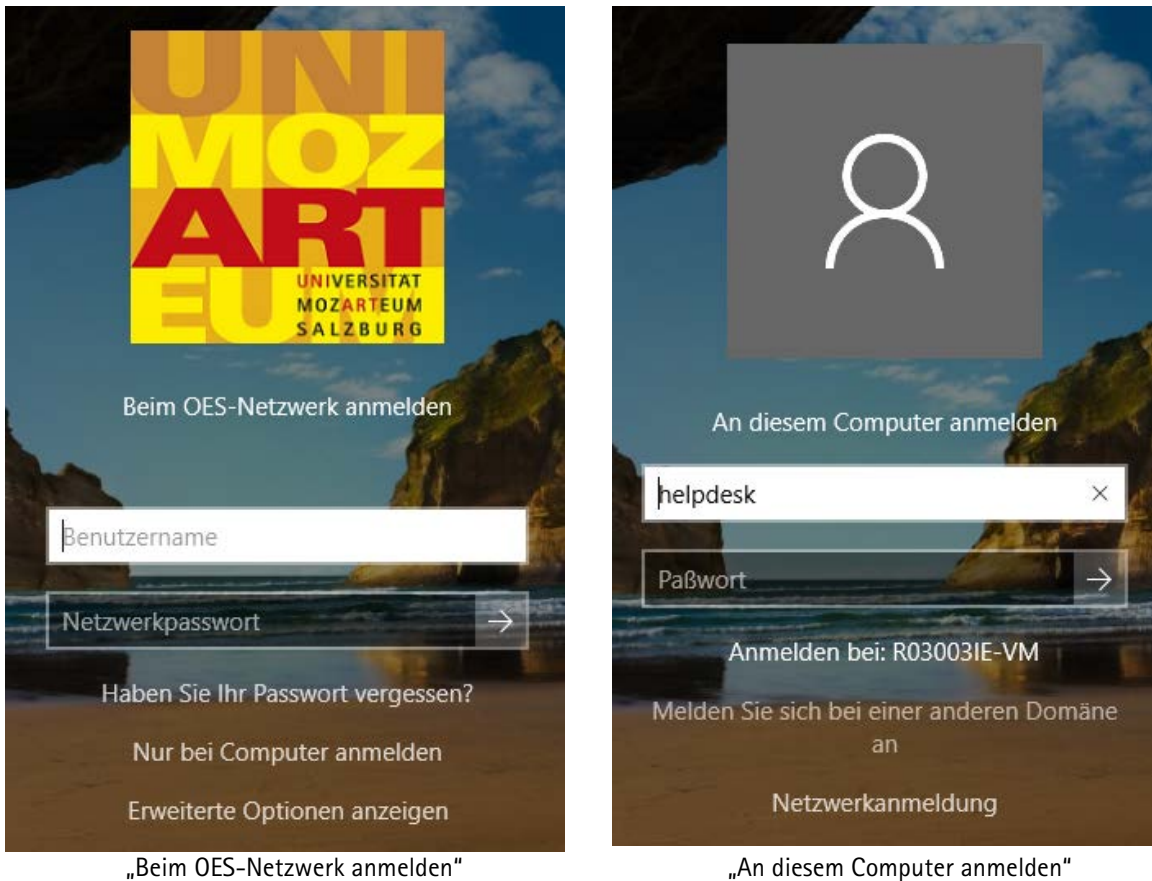 UNI
MOZ
ART
EUM
UNIVERSITÄT
MOZARTEUM
SALZBURG
Beim OES-Netzwerk anmelden
Benutzername
Netzwerkpasswort
Haben Sie Ihr Passwort vergessen?
Nur bei Computer anmelden
Erweiterte Optionen anzeigen
„Beim OES-Netzwerk anmelden“
An diesem Computer anmelden
helpdesk
Paßwort
Anmelden bei: R03003IE-VM
Melden Sie sich bei einer anderen Domäne
an
Netzwerkanmeldung
„An diesem Computer anmelden“